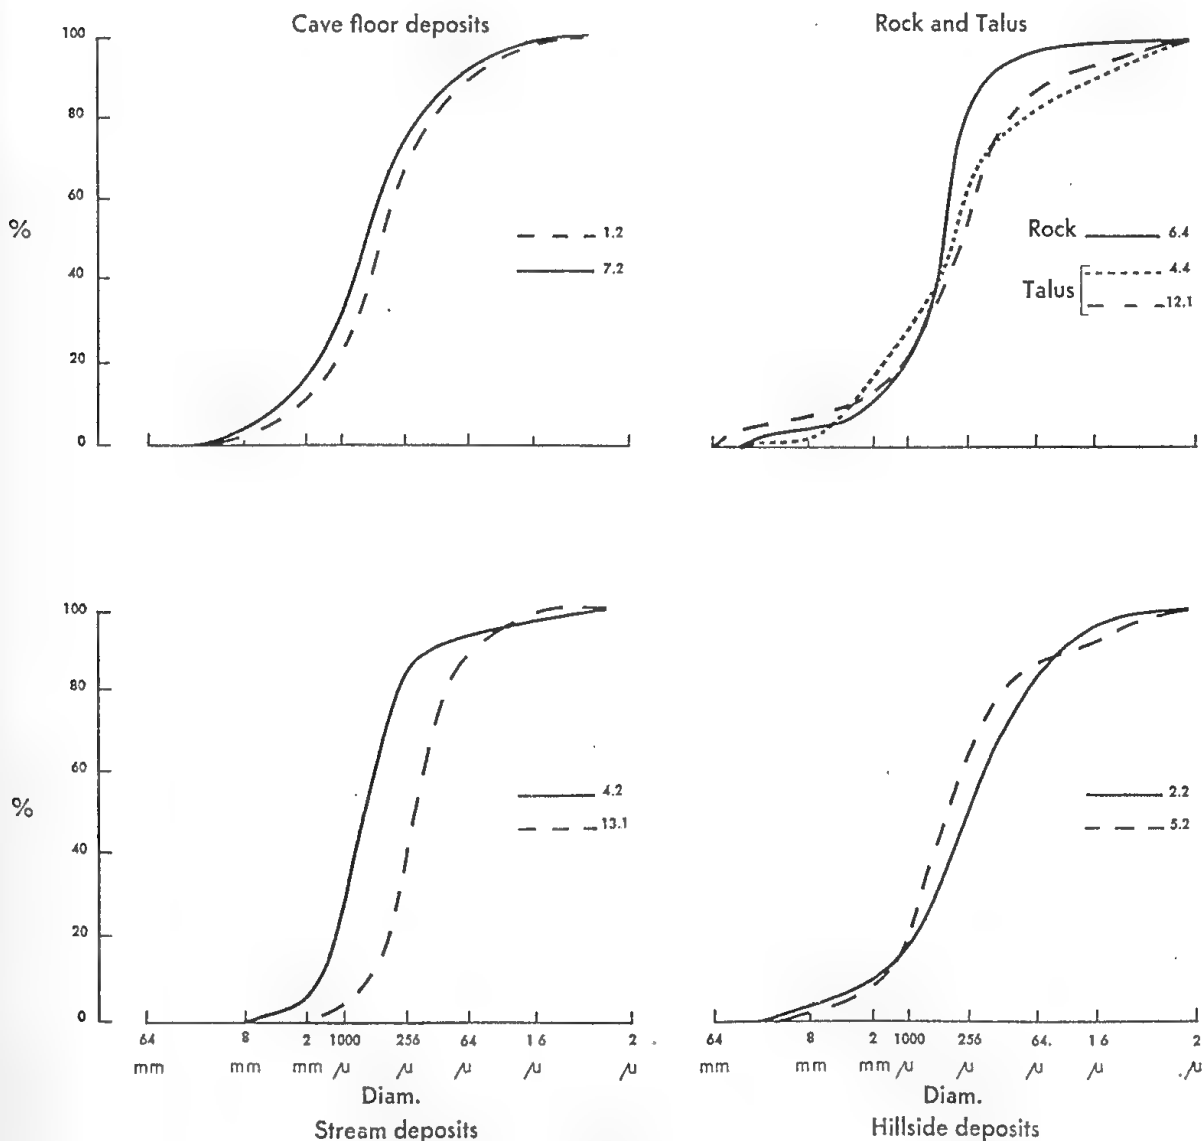 Cave floor deposits
100
80
60
%
40
20
0
1.2
7.2
Rock and Talus
Rock 6.4
4.4
Talus
12.1
100
80
60
%
40
20
0
4.2
13.1
64 8 2 1000 256 64 16 2
mm mm mm /u /u /u /u /u
Diam.
Stream deposits
2.2
5.2
64 8 2 1000 256 64. 16 2
mm mm mm /u /u /u /u /u
Diam.
Hillside deposits